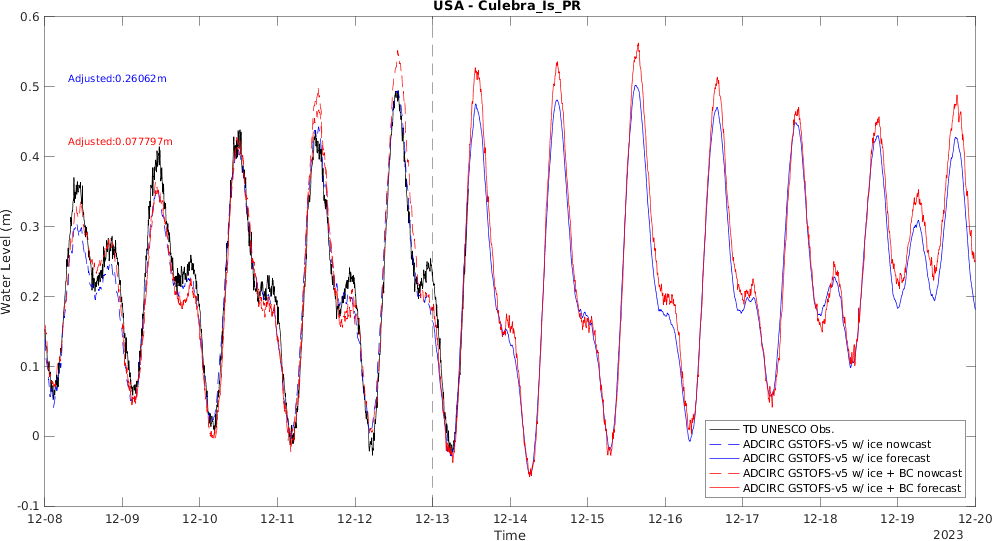 USA - Culebra_Is_PR
0.6
0.5
0.4
0.3
0.2
0.1
0
-0.1
Water Level (m)
Adjusted:0.26062m
Adjusted:0.077797m
TD UNESCO Obs.
ADCIRC GSTOFS-v5 w/ ice nowcast
ADCIRC GSTOFS-v5 w/ ice forecast
ADCIRC GSTOFS-v5 w/ ice + BC nowcast
ADCIRC GSTOFS-v5 w/ ice + BC forecast
12-08 12-09 12-10 12-11 12-12 12-13 12-14 12-15 12-16 12-17 12-18 12-19 12-20
Time
2023